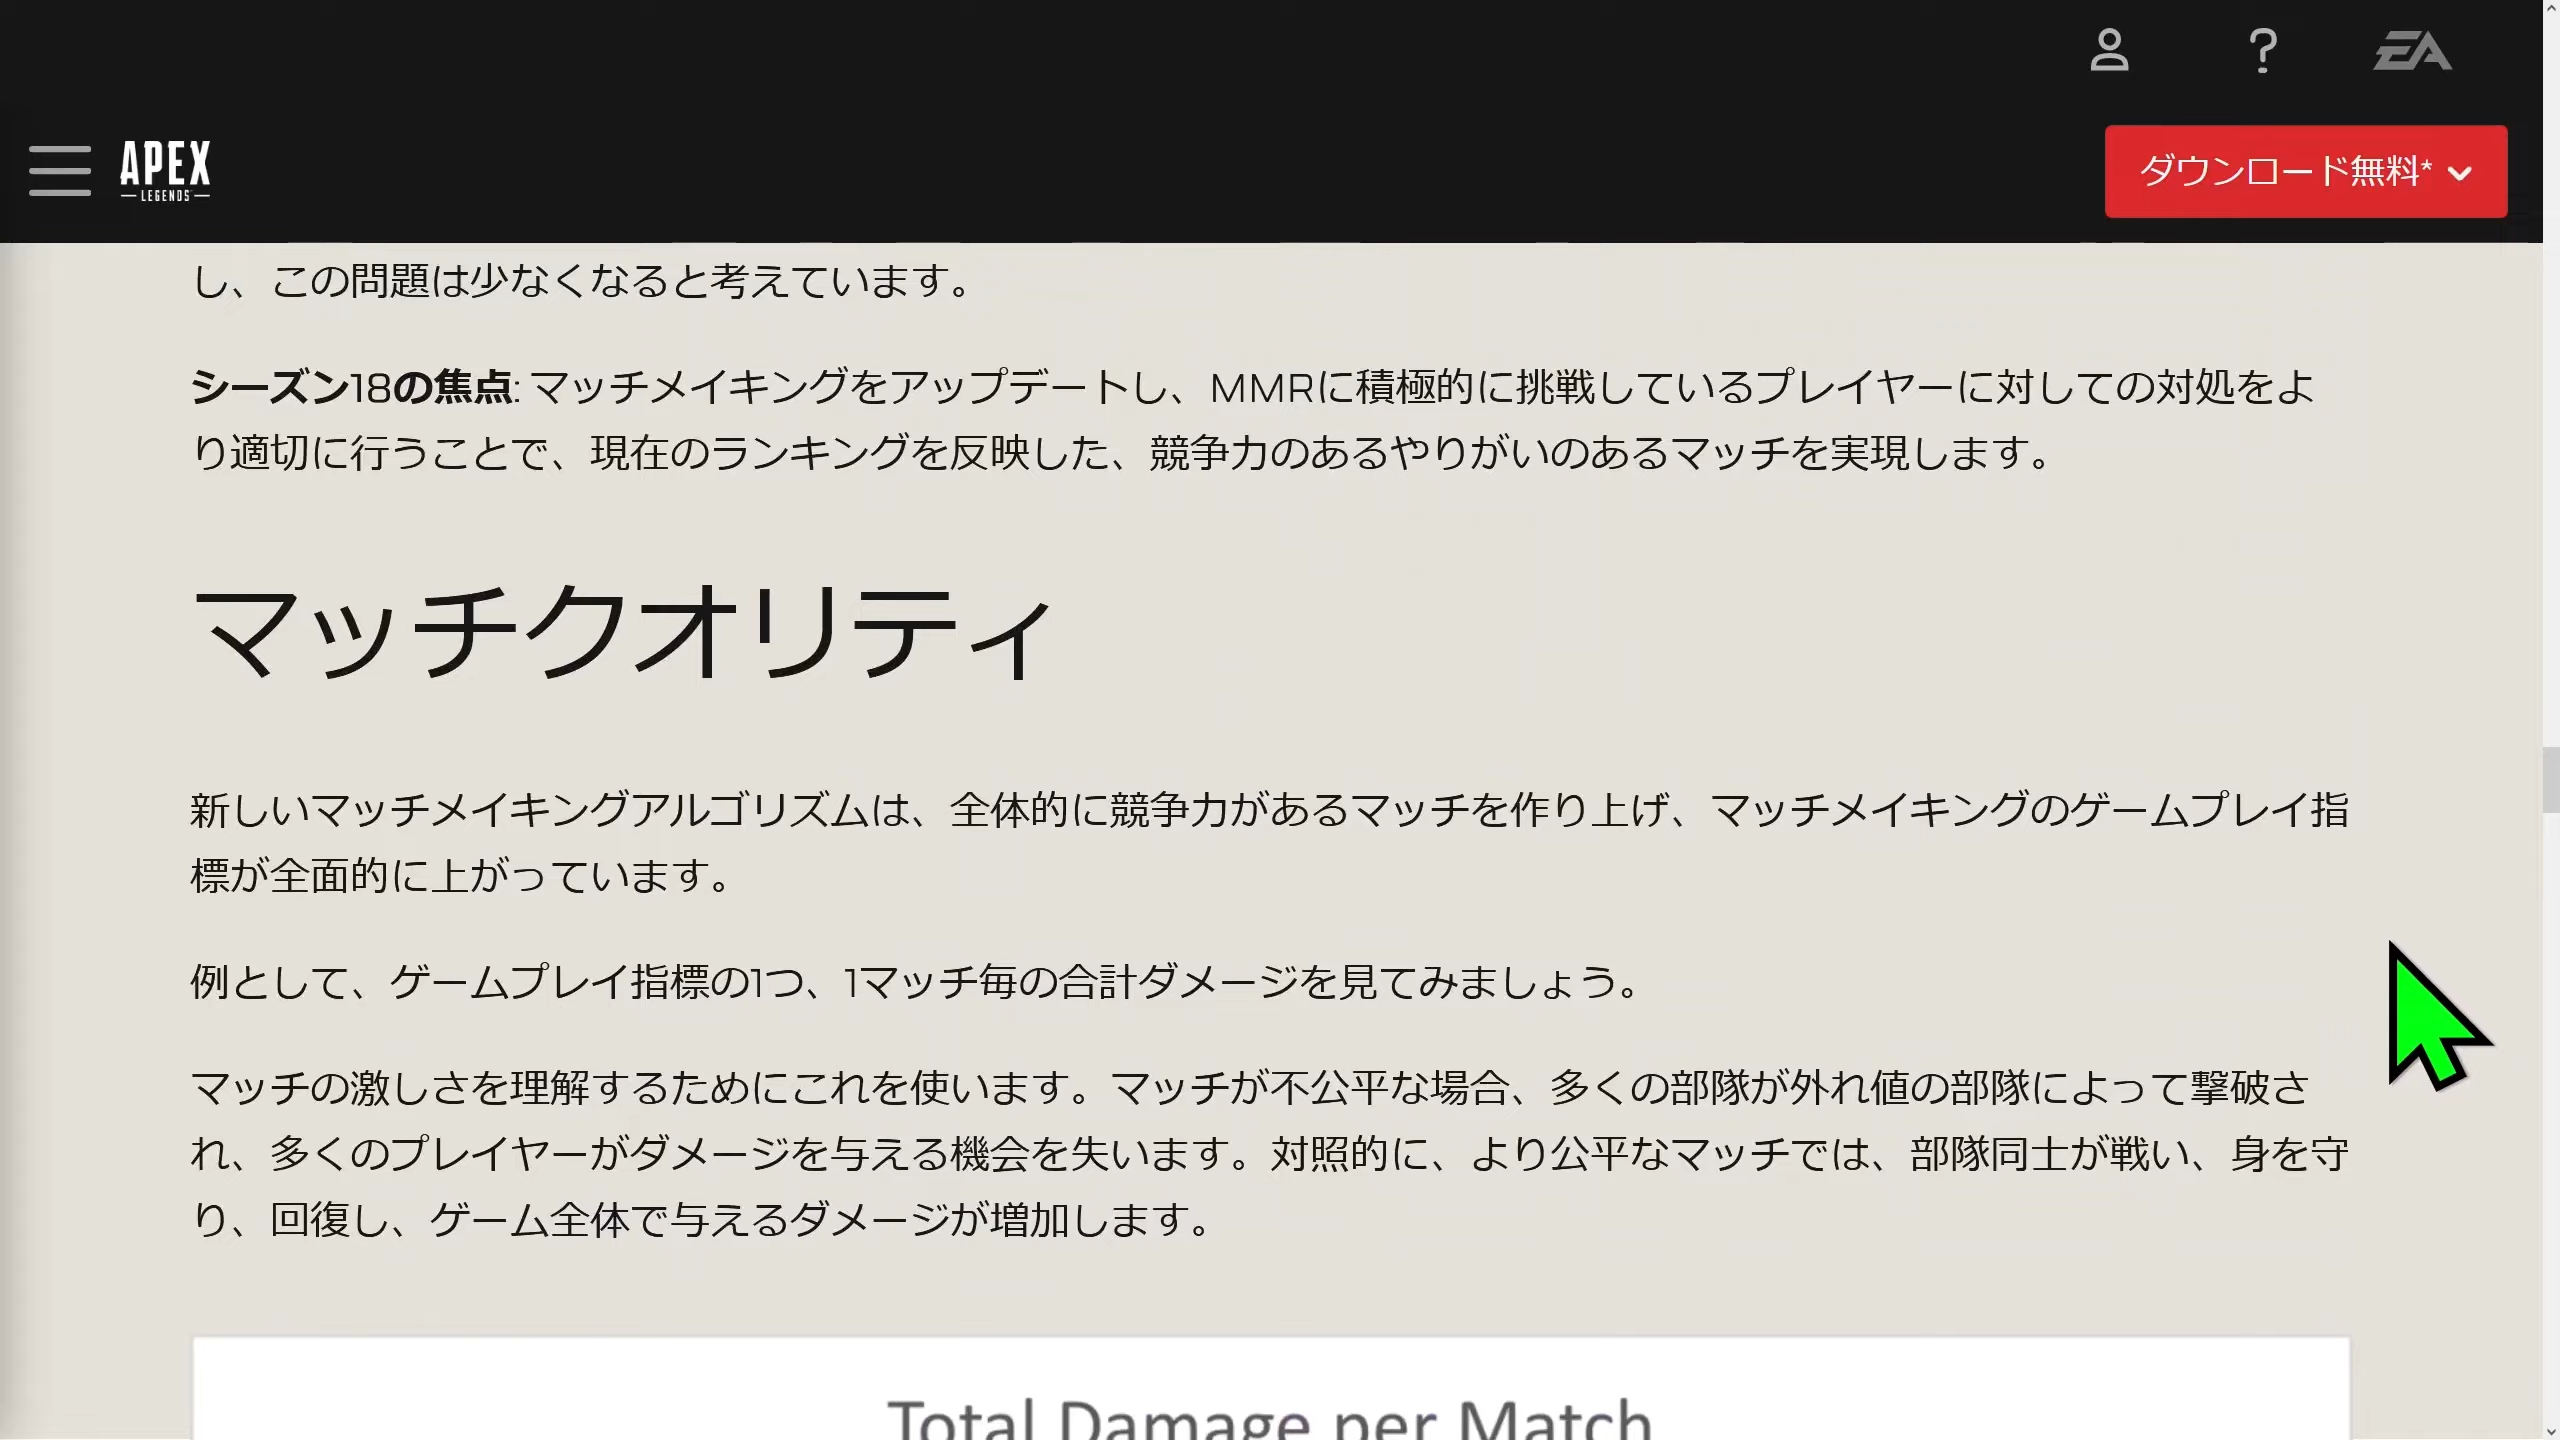 EA
APEX
LEGENDS
ダウンロード無料*
し、この問題は少なくなると考えています。
シーズン18の焦点: マッチメイキングをアップデートし、MMRに積極的に挑戦しているプレイヤーに対しての対処をよ
り適切に行うことで、現在のランキングを反映した、競争力のあるやりがいのあるマッチを実現します。
マッチクオリティ
新しいマッチメイキングアルゴリズムは、全体的に競争力があるマッチを作り上げ、マッチメイキングのゲームプレイ指
標が全面的に上がっています。
例として、ゲームプレイ指標の1つ、1マッチ毎の合計ダメージを見てみましょう。
マッチの激しさを理解するためにこれを使います。マッチが不公平な場合、多くの部隊が外れ値の部隊によって撃破さ
れ、多くのプレイヤーがダメージを与える機会を失います。対照的に、より公平なマッチでは、部隊同士が戦い、身を守
り、回復し、ゲーム全体で与えるダメージが増加します。
Total Damage per Match